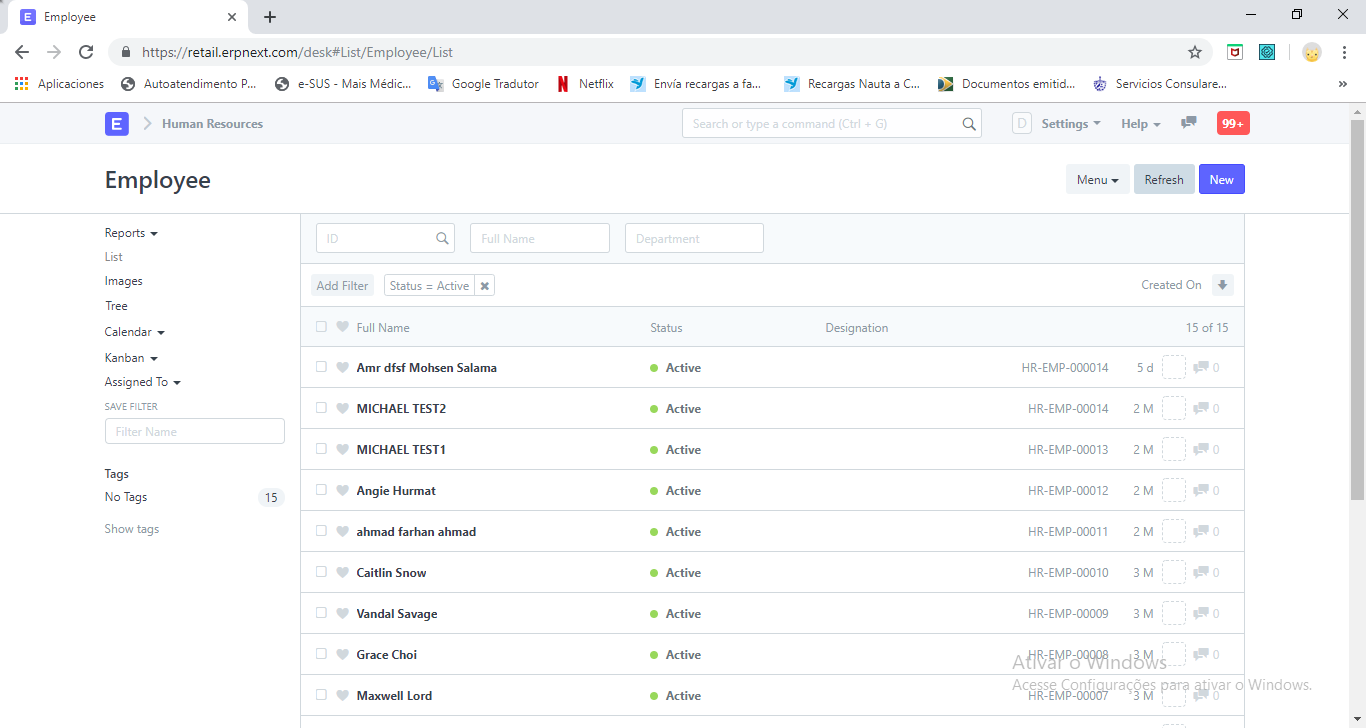 E Employee
https://retail.erpnext.com/desk#List/Employee/List
Aplicaciones Autoatendimento P... e-SUS - Mais Médic... Google Tradutor Netflix Envía recargas a fa... Recargas Nauta a C... Documentos emitid... Servicios Consulare... »
E Human Resources Search or type a command (Ctrl + G) D Settings Help 99+
Employee Menu Refresh New
Reports
List
Images
Tree
Calendar
Kanban
Assigned To
SAVE FILTER
Filter Name
Tags
No Tags 15
Show tags
ID Full Name Department
Add Filter Status = Active Created On
Full Name Status Designation 15 of 15
Amr dfsf Mohsen Salama Active HR-EMP-000014 5 d 0
MICHAEL TEST2 Active HR-EMP-00014 2 M 0
MICHAEL TEST1 Active HR-EMP-00013 2 M 0
Angie Hurmat Active HR-EMP-00012 2 M 0
ahmad farhan ahmad Active HR-EMP-00011 2 M 0
Caitlin Snow Active HR-EMP-00010 3 M 0
Vandal Savage Active HR-EMP-00009 3 M 0
Grace Choi Active HR-EMP-00008 3 M 0
Maxwell Lord Active HR-EMP-00007 3 M 0
Ativar o Windows
Acesse Configurações para ativar o Windows.